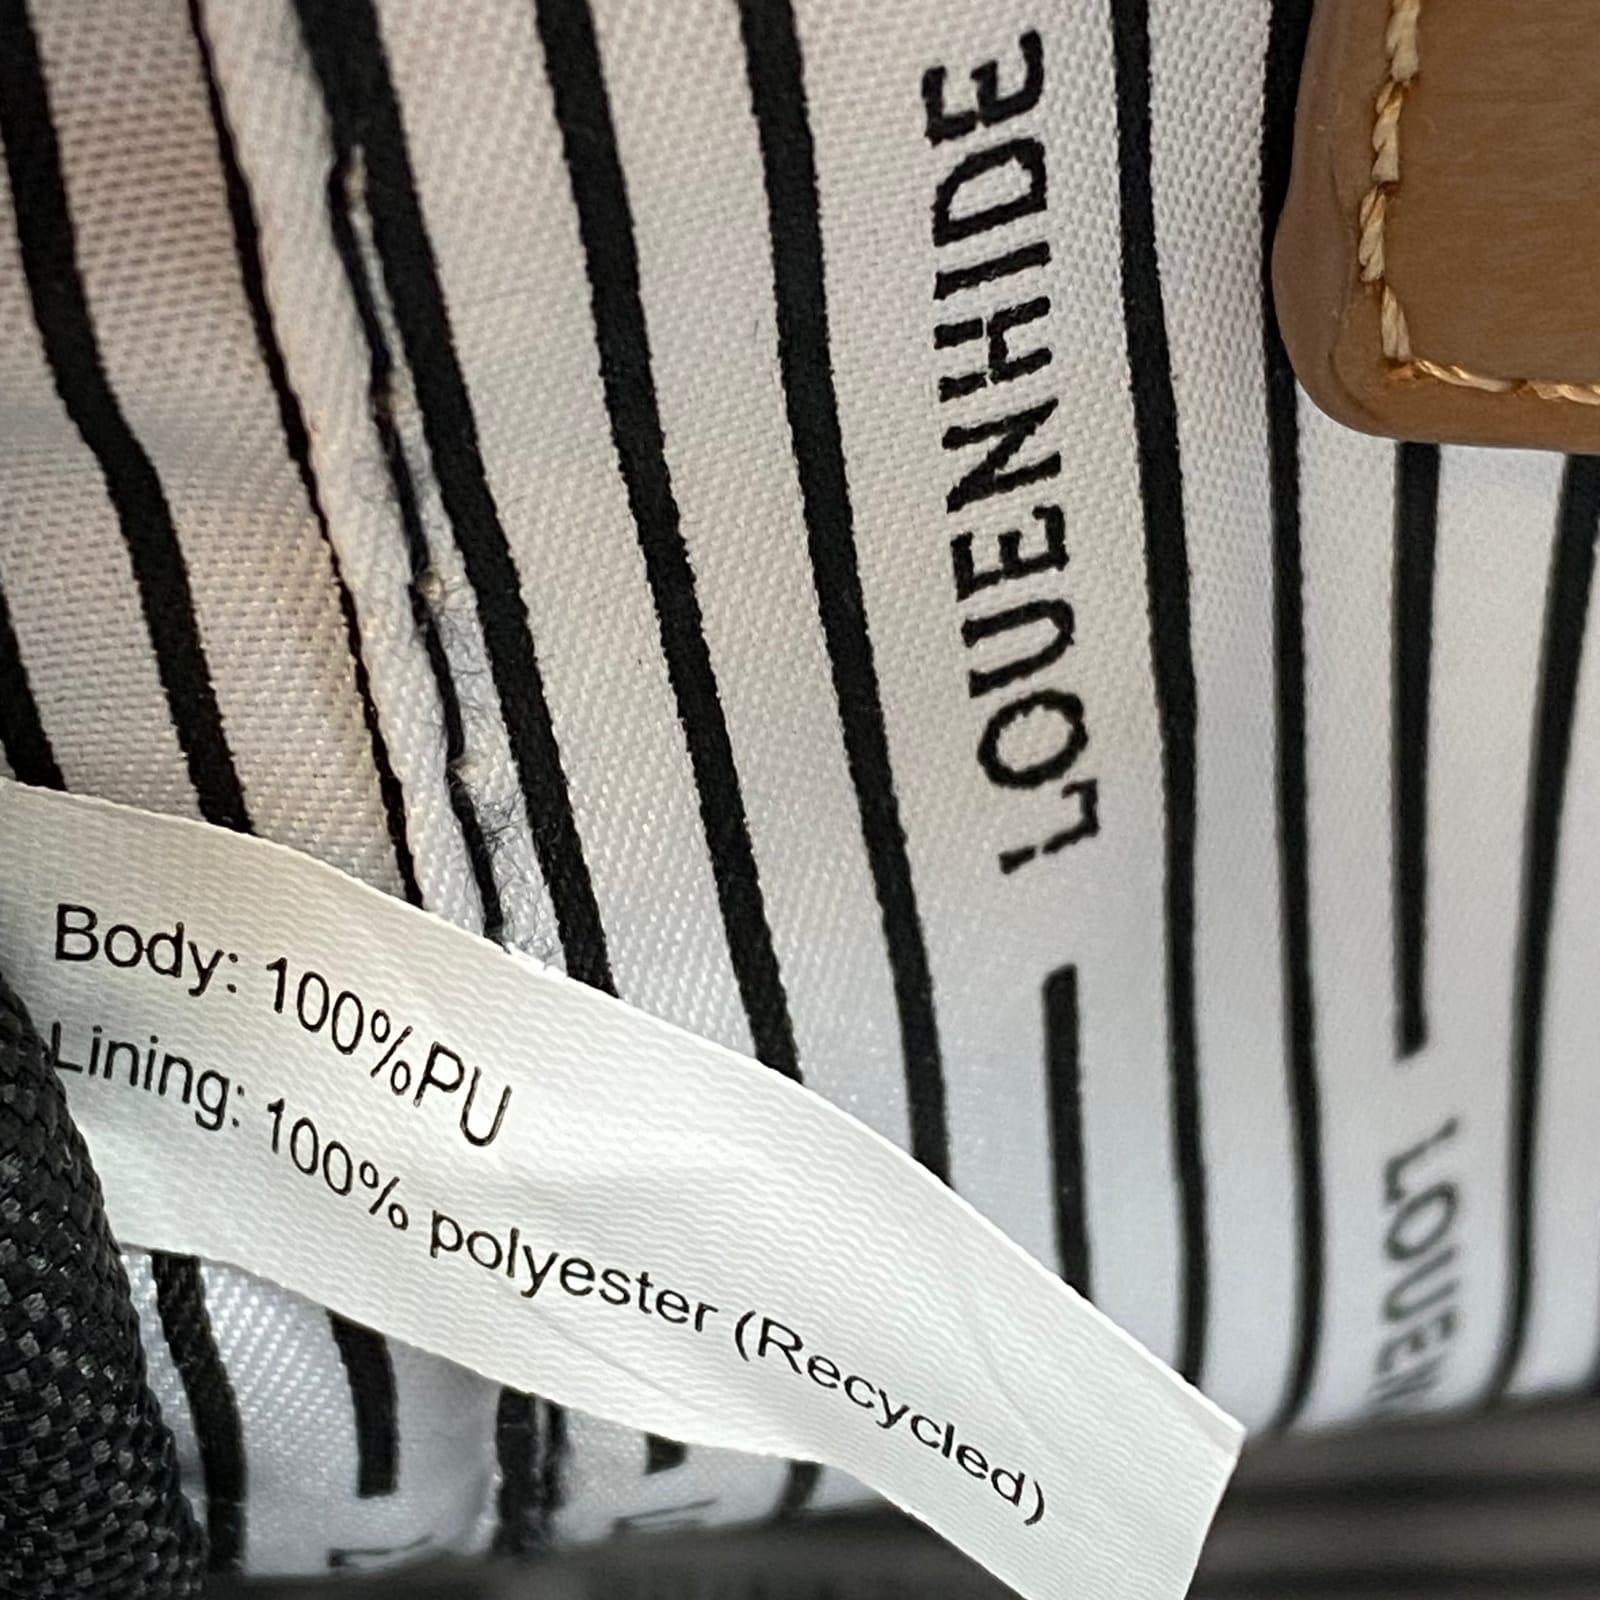 LOUENHIDE
Body: 100%PU
Lining: 100% polyester (Recycled)
LOUEN